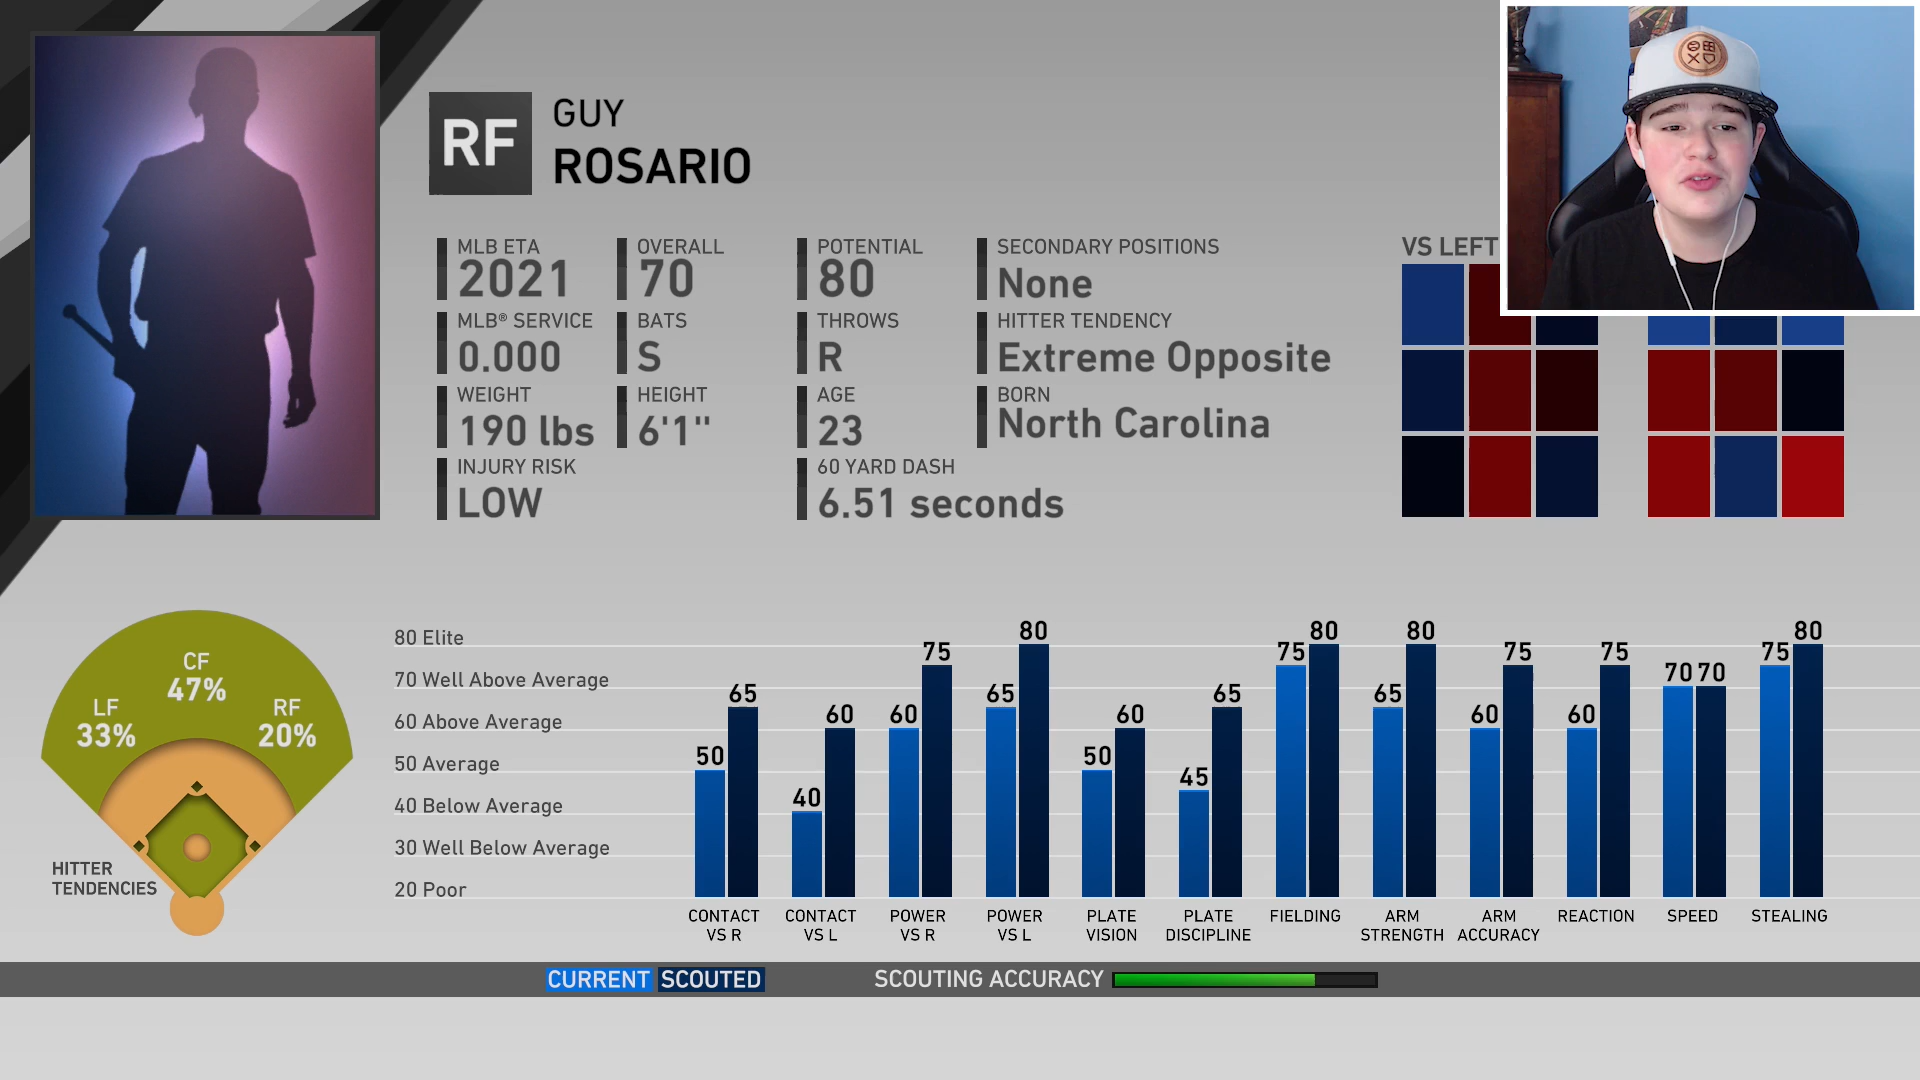 RF
GUY
ROSARIO
MLB ETA
2021
OVERALL
70
POTENTIAL
80
SECONDARY POSITIONS
None
MLB® SERVICE
0.000
BATS
S
THROWS
R
HITTER TENDENCY
Extreme Opposite
WEIGHT
190 lbs
HEIGHT
6'1"
AGE
23
BORN
North Carolina
INJURY RISK
LOW
60 YARD DASH
6.51 seconds
VS LEFT
CF
47%
LF
33%
RF
20%
HITTER
TENDENCIES
80 Elite
70 Well Above Average
60 Above Average
50 Average
40 Below Average
30 Well Below Average
20 Poor
50 65
40 60
60 75
65 80
50 60
45 65
75 80
65 80
60 75
60 75
70 70
75 80
CONTACT
VS R
CONTACT
VS L
POWER
VS R
POWER
VS L
PLATE
VISION
PLATE
DISCIPLINE
FIELDING
ARM
STRENGTH
ARM
ACCURACY
REACTION
SPEED
STEALING
CURRENT SCOUTED
SCOUTING ACCURACY